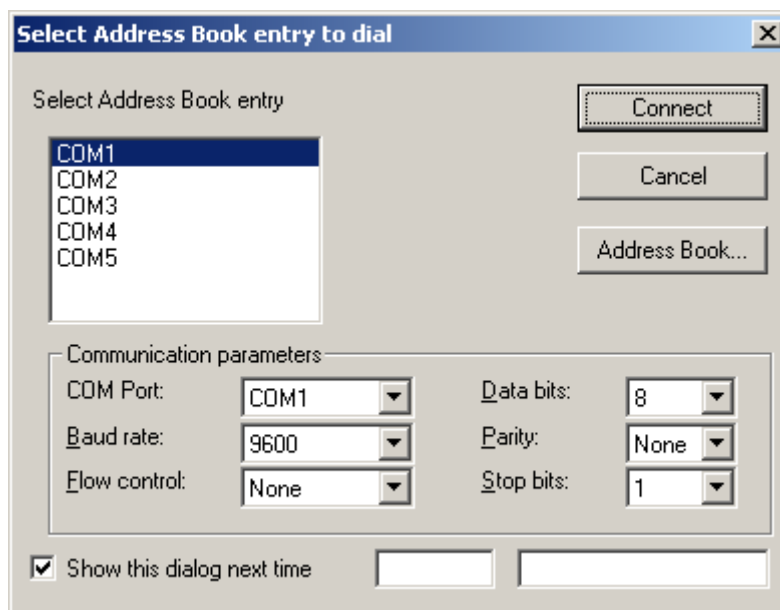 Select Address Book entry to dial
Select Address Book entry
Connect
COM1
COM2
COM3
COM4
COM5
Cancel
Address Book...
Communication parameters
COM Port: COM1 Data bits: 8
Baud rate: 9600 Parity: None
Flow control: None Stop bits: 1
Show this dialog next time